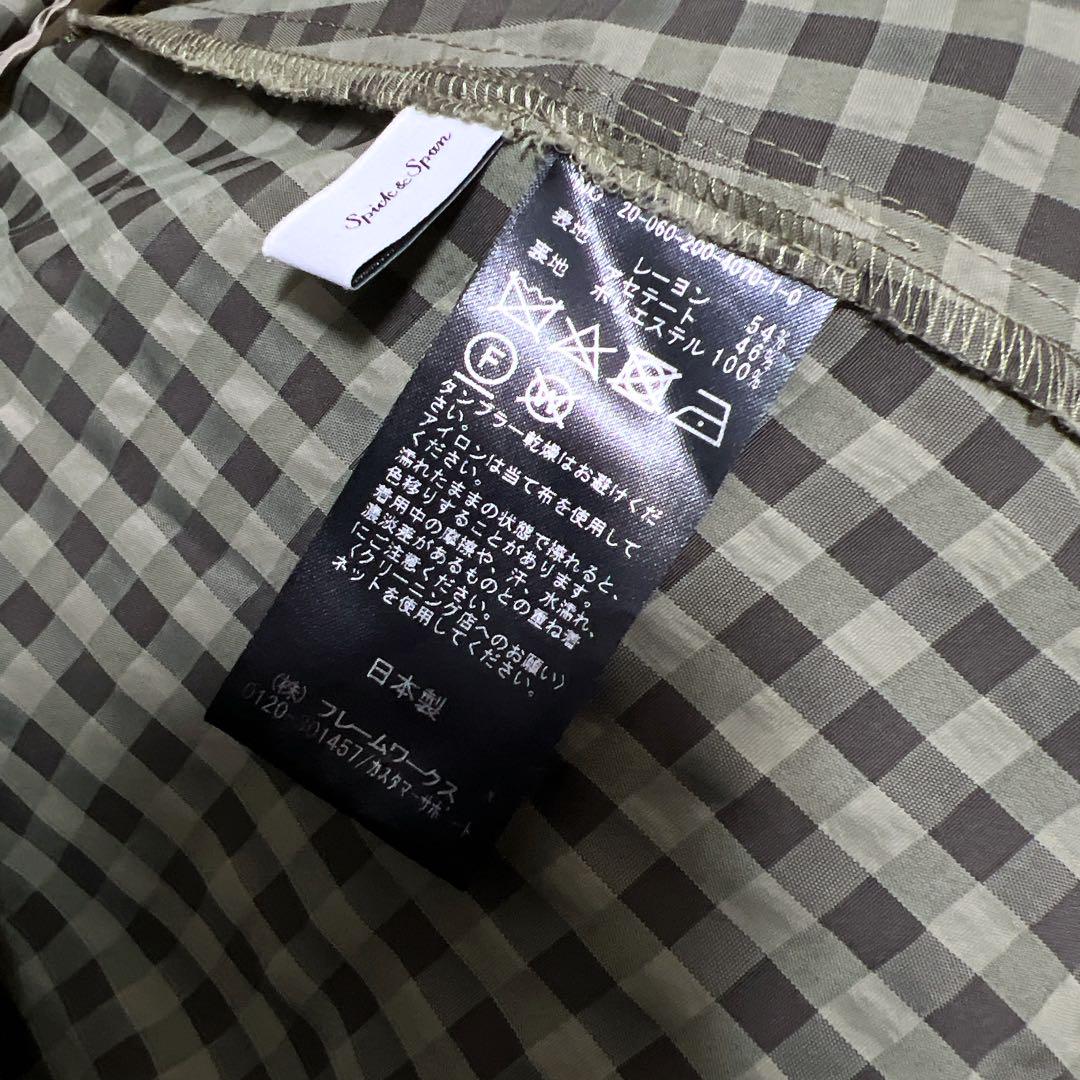 Spick&Span
20-060-200-4070-1-0
表地 レーヨン 54%
アセテート 46%
裏地 ポリエステル 100%
F
W
タンブラー乾燥はお避けくだ
さい。
アイロンは当て布を使用して
ください。
濡れたままの状態で擦れると、
色移りすることがあります。
着用中の摩擦や、汗、水濡れ、
濃淡差があるものとの重ね着
にご注意ください。
〈クリーニング店へのお願い〉
ネットを使用してください。
日本製
(株) フレームワークス
0120-301457/カスタマーサポート